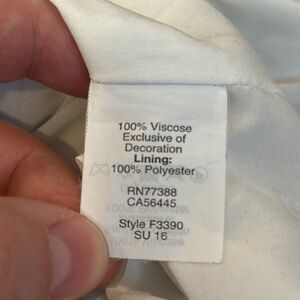 100% Viscose
Exclusive of
Decoration
Lining:
100% Polyester
RN77388
CA56445
Style F3390
SU 16